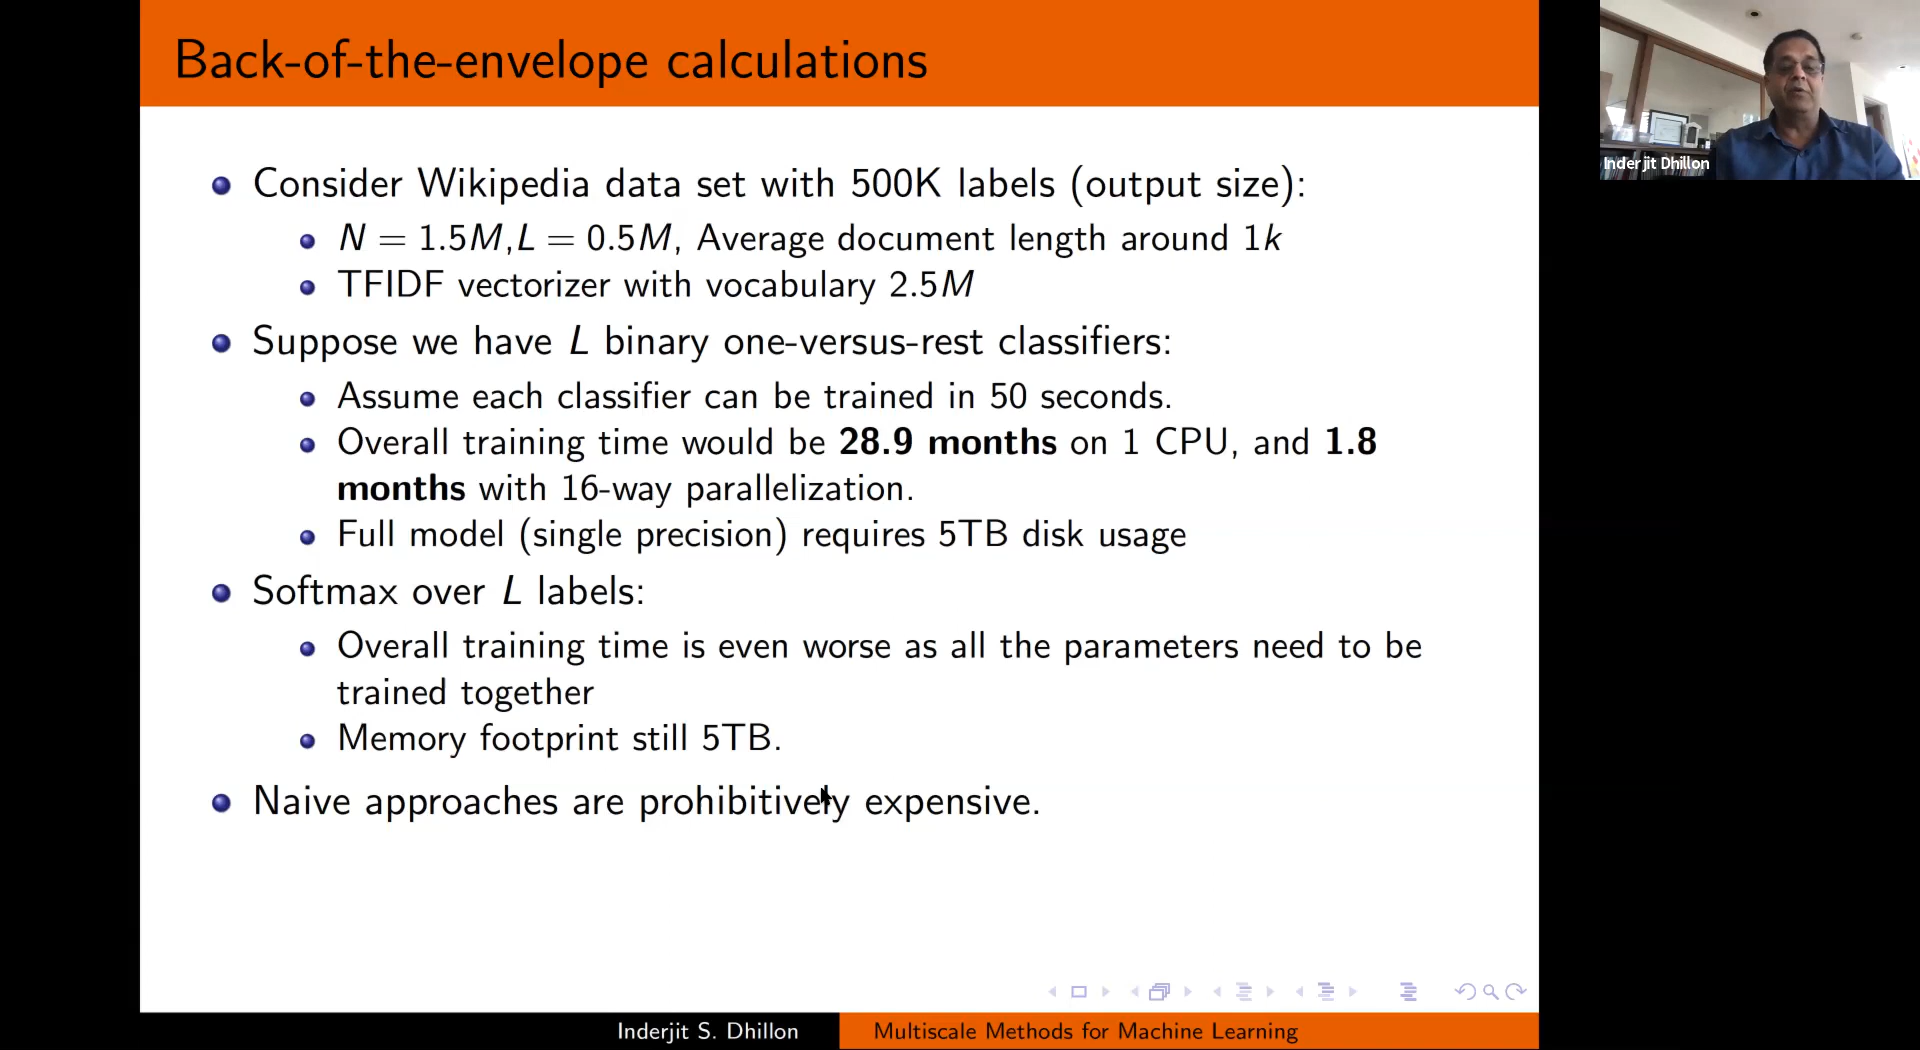 Back-of-the-envelope calculations
Inderjit Dhillon
Consider Wikipedia data set with 500K labels (output size):
N = 1.5M, L = 0.5M, Average document length around 1k
TFIDF vectorizer with vocabulary 2.5M
Suppose we have L binary one-versus-rest classifiers:
Assume each classifier can be trained in 50 seconds.
Overall training time would be 28.9 months on 1 CPU, and 1.8
months with 16-way parallelization.
Full model (single precision) requires 5TB disk usage
Softmax over L labels:
Overall training time is even worse as all the parameters need to be
trained together
Memory footprint still 5TB.
Naive approaches are prohibitively expensive.
Inderjit S. Dhillon
Multiscale Methods for Machine Learning